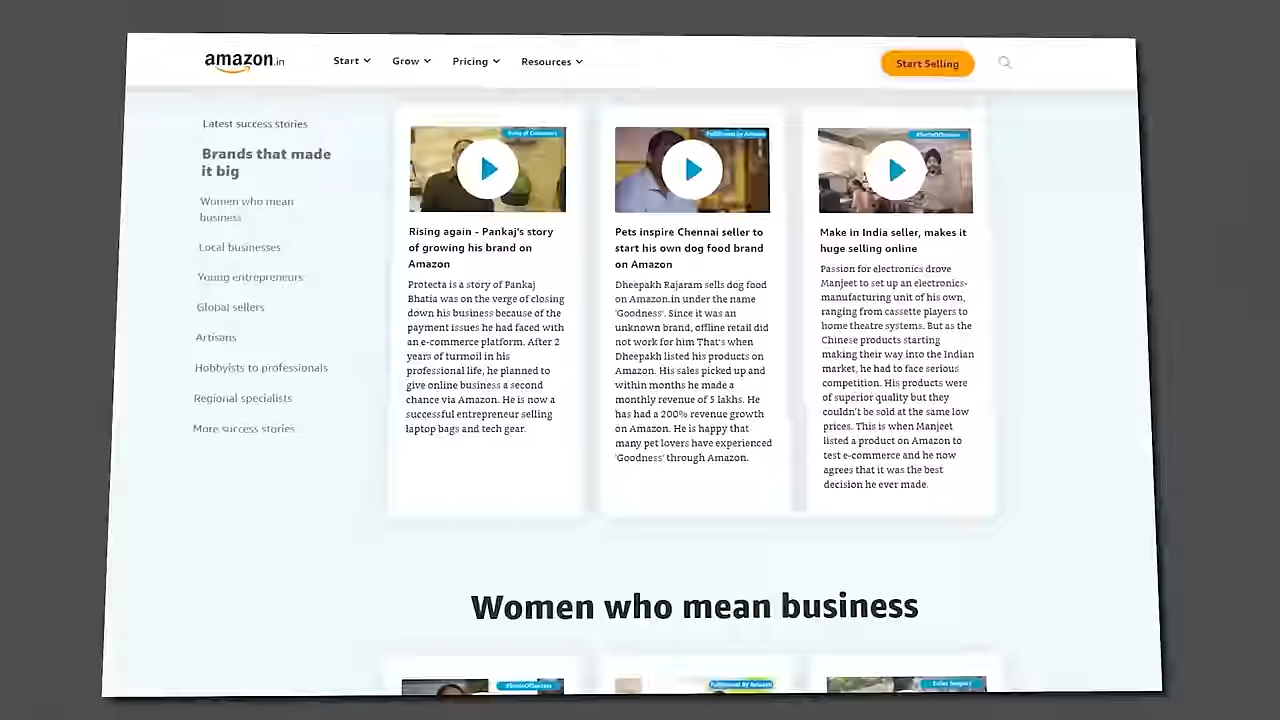 amazon.in
Start
Grow
Pricing
Resources
Start Selling
Latest success stories
Brands that made
it big
Women who mean
business
Local businesses
Young entrepreneurs
Global sellers
Artisans
Hobbyists to professionals
Regional specialists
More success stories
Rising again - Pankaj's story
of growing his brand on
Amazon
Protecta is a story of Pankaj
Bhatia was on the verge of closing
down his business because of the
payment issues he had faced with
an e-commerce platform. After 2
years of turmoil in his
professional life, he planned to
give online business a second
chance via Amazon. He is now a
successful entrepreneur selling
laptop bags and tech gear.
Fulfillment by Amazon
Pets inspire Chennai seller to
start his own dog food brand
on Amazon
Dheepakh Rajaram sells dog food
on Amazon.in under the name
'Goodness'. Since it was an
unknown brand, offline retail did
not work for him That's when
Dheepakh listed his products on
Amazon. His sales picked up and
within months he made a
monthly revenue of 5 lakhs. He
has had a 200% revenue growth
on Amazon. He is happy that
many pet lovers have experienced
'Goodness' through Amazon.
Make in India seller, makes it
huge selling online
Passion for electronics drove
Manjeet to set up an electronics-
manufacturing unit of his own,
ranging from cassette players to
home theatre systems. But as the
Chinese products starting
making their way into the Indian
market, he had to face serious
competition. His products were
of superior quality but they
couldn't be sold at the same low
prices. This is when Manjeet
listed a product on Amazon to
test e-commerce and he now
agrees that it was the best
decision he ever made.
Women who mean business
Fulfillment by Amazon